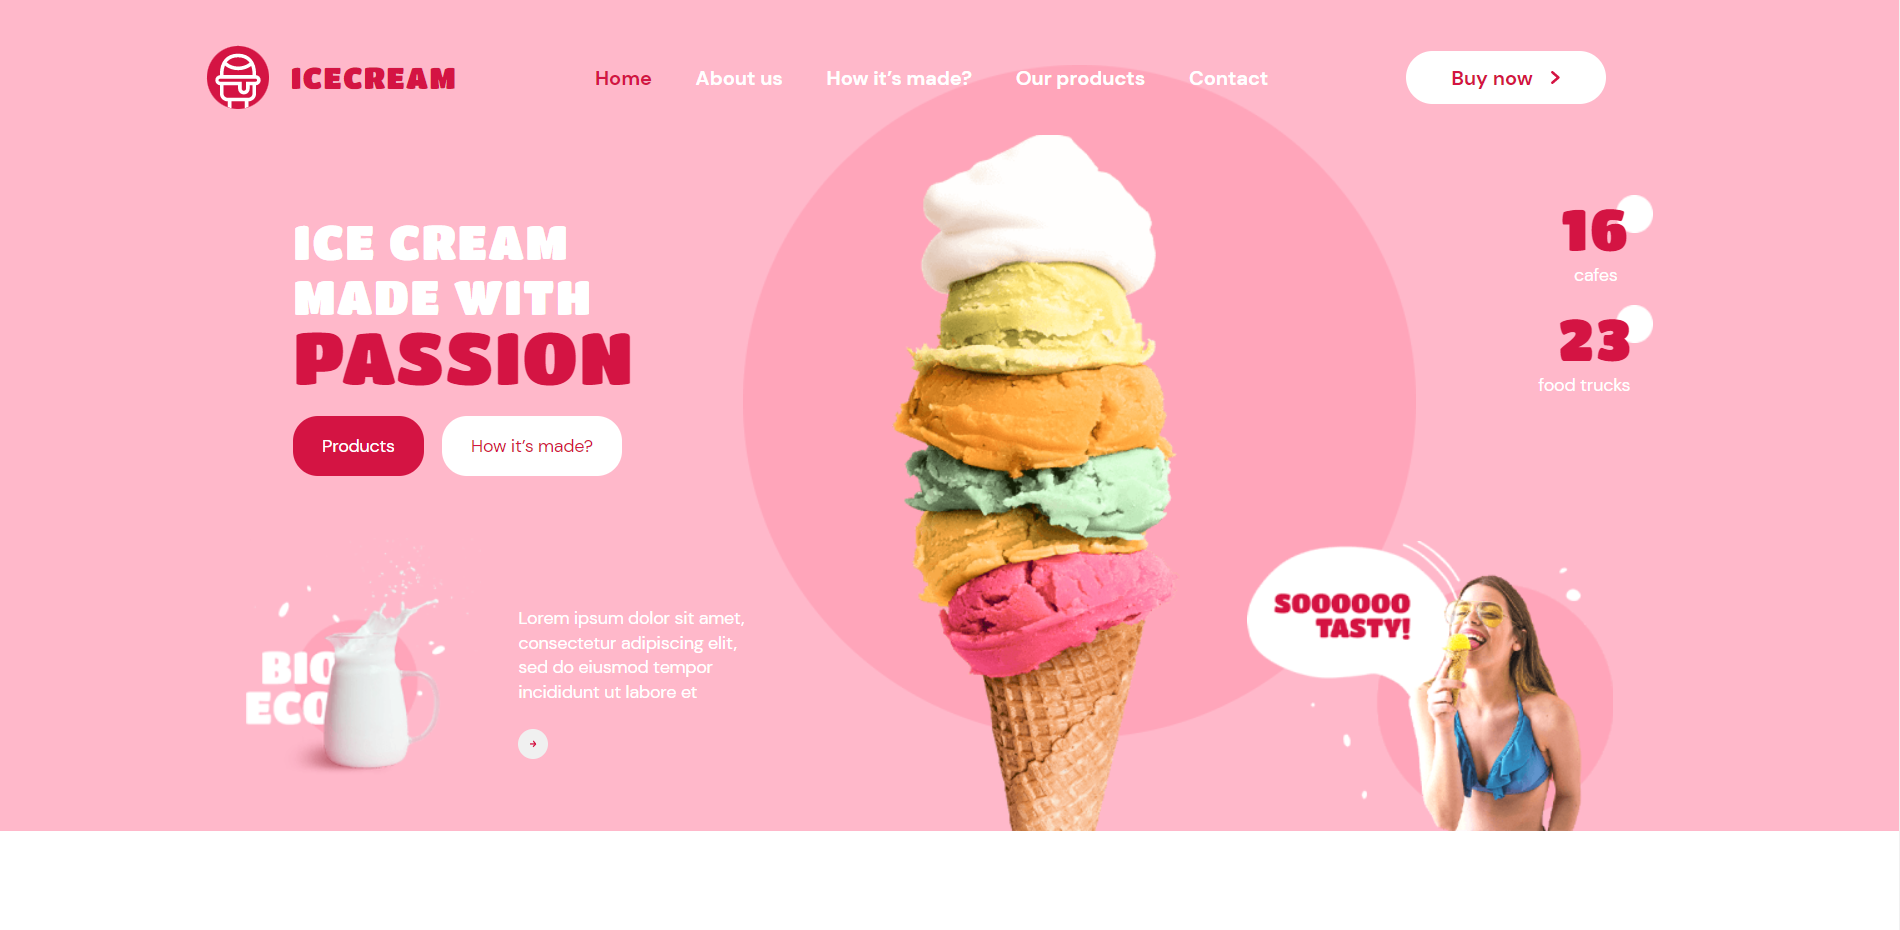 ICECREAM
Home
About us
How it's made?
Our products
Contact
Buy now
ICE CREAM
MADE WITH
PASSION
Products
How it's made?
16
cafes
23
food trucks
BIO
ECO
Lorem ipsum dolor sit amet,
consectetur adipiscing elit,
sed do eiusmod tempor
incididunt ut labore et
SOOOOOO
TASTY!